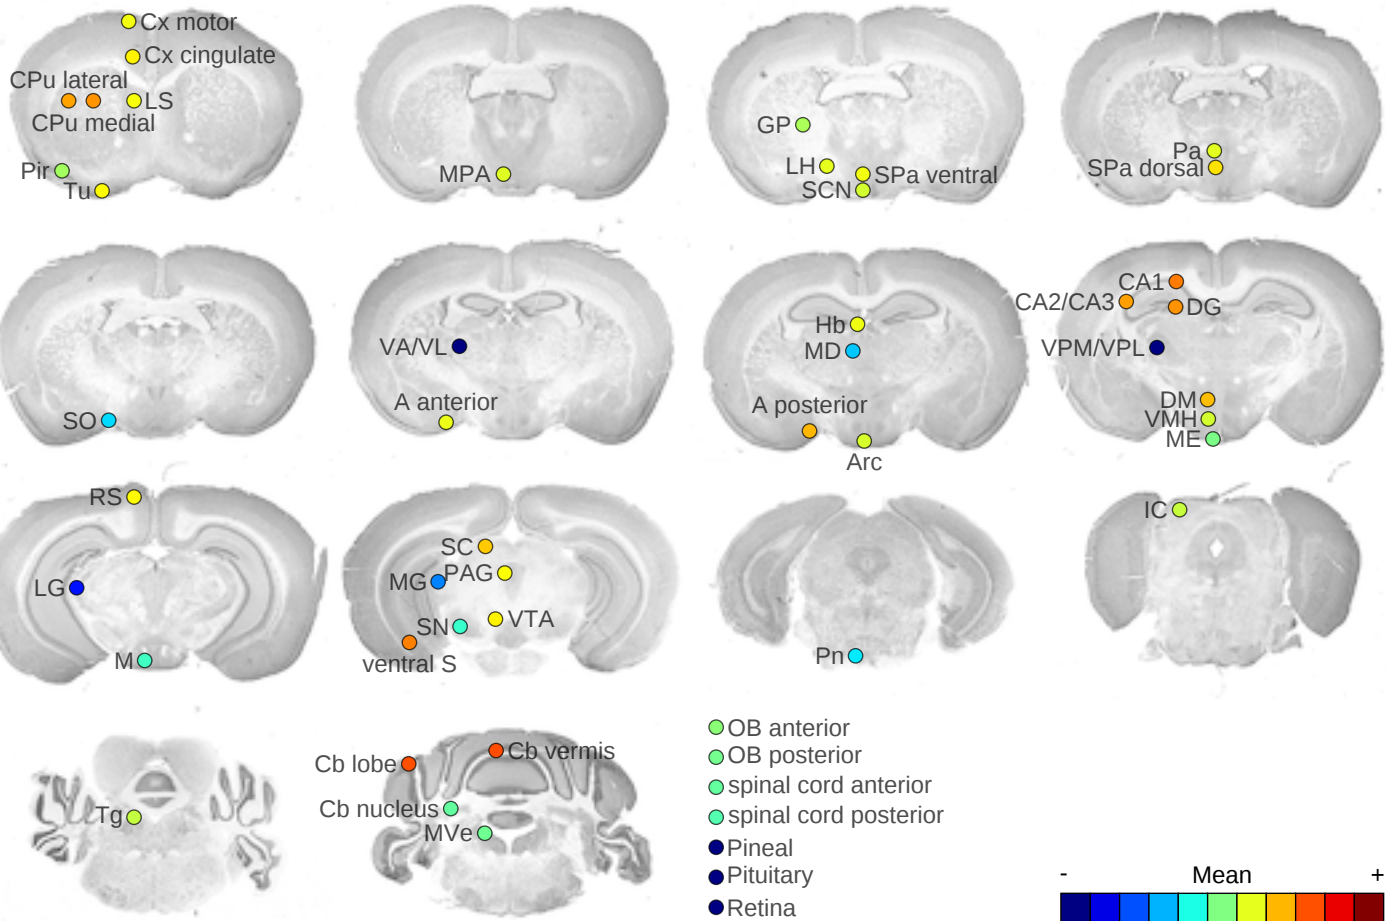 Cx motor
Cx cingulate
CPu lateral
LS
CPu medial
Pir
Tu
MPA
GP
LH
SPa ventral
SCN
Pa
SPa dorsal
SO
VA/VL
A anterior
Hb
MD
A posterior
Arc
CA1
CA2/CA3
DG
VPM/VPL
DM
VMH
ME
RS
LG
M
SC
MG
PAG
SN
VTA
ventral S
Pn
IC
Tg
Cb lobe
Cb vermis
Cb nucleus
MVe
OB anterior
OB posterior
spinal cord anterior
spinal cord posterior
Pineal
Pituitary
Retina
- Mean +